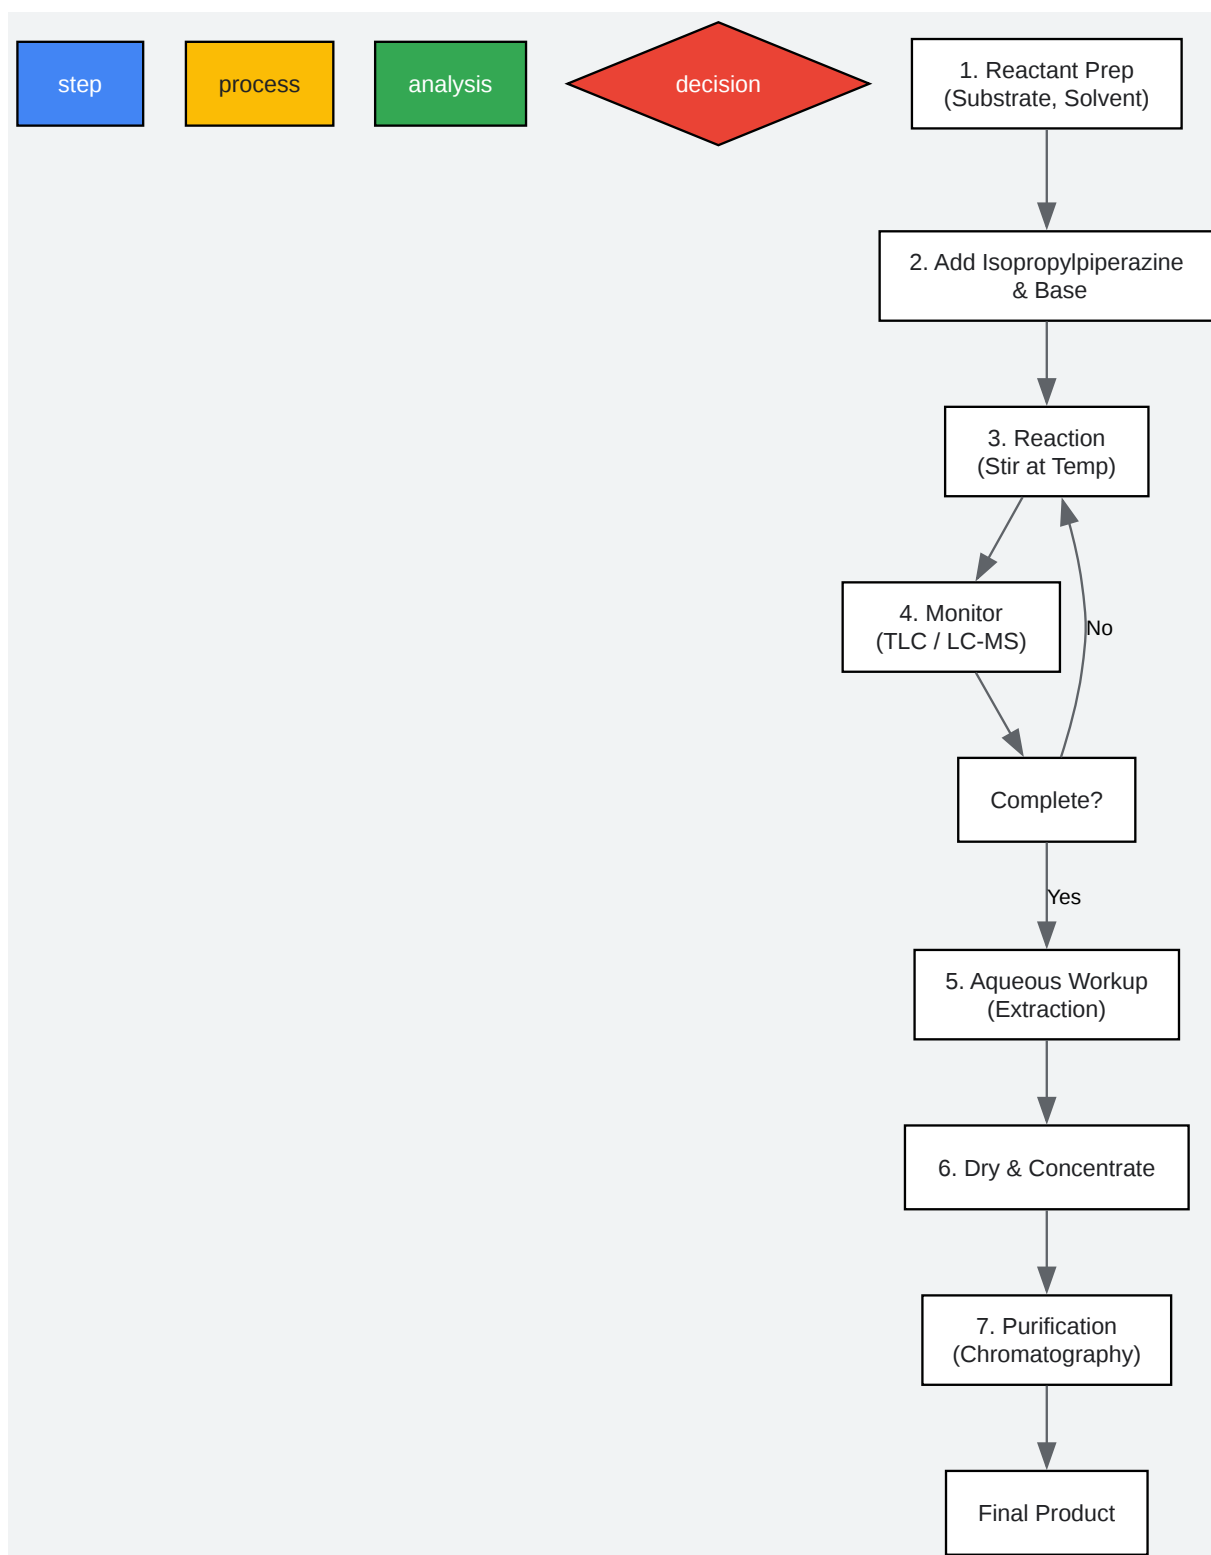 step
process
analysis
decision
1. Reactant Prep
(Substrate, Solvent)
2. Add Isopropylpiperazine
& Base
3. Reaction
(Stir at Temp)
4. Monitor
(TLC / LC-MS)
No
Complete?
Yes
5. Aqueous Workup
(Extraction)
6. Dry & Concentrate
7. Purification
(Chromatography)
Final Product